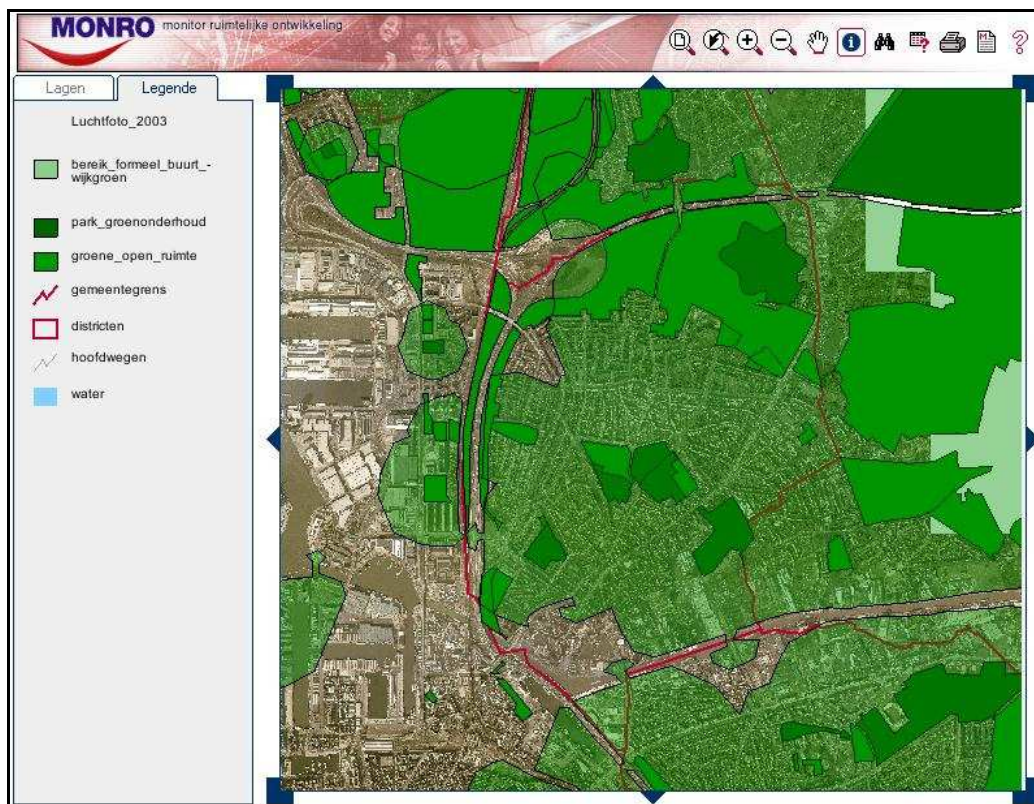 MONRO monitor ruimtelijke ontwikkeling
Lagen
Legende
Luchtfoto_2003
bereik_formeel_buurt_-
wijkgroen
park_groenonderhoud
groene_open_ruimte
gemeentegrens
districten
hoofdwegen
water